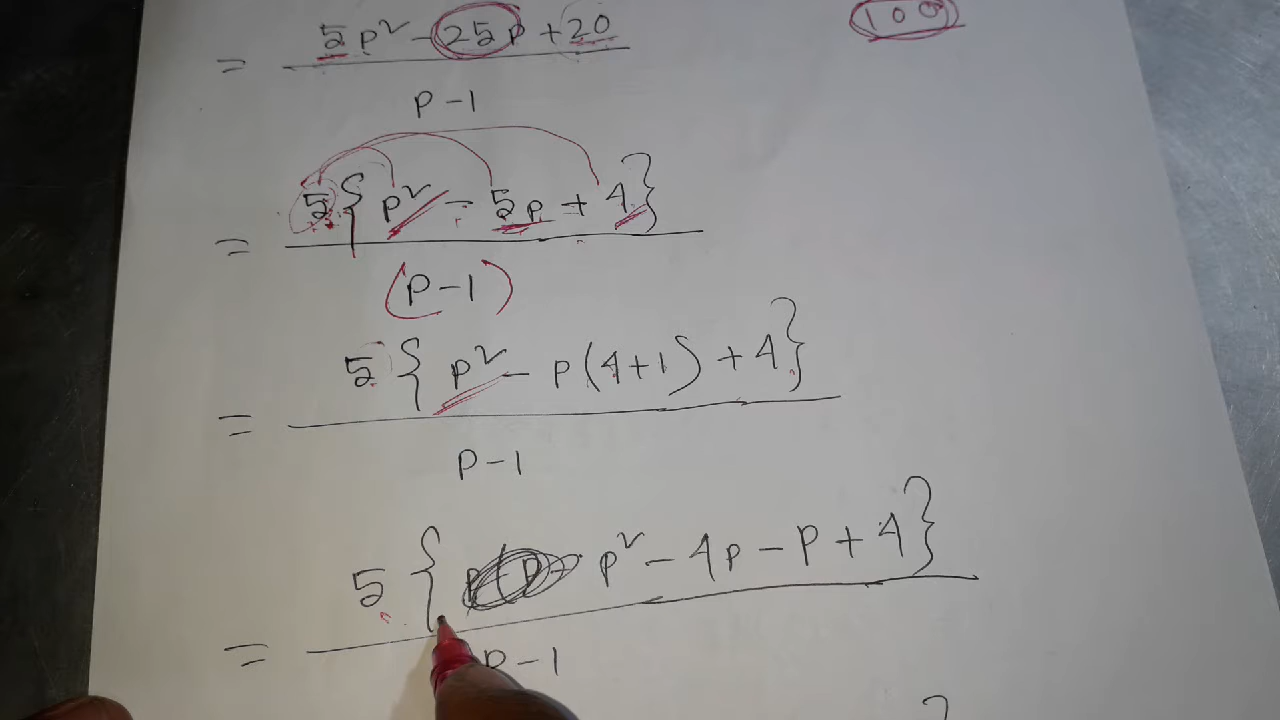 5p² - 25p + 20
100
=
p - 1
5{p² - 5p + 4}
=
(p - 1)
5{p² - p(4+1) + 4}
=
p - 1
5{p² - 4p - p + 4}
=
p - 1